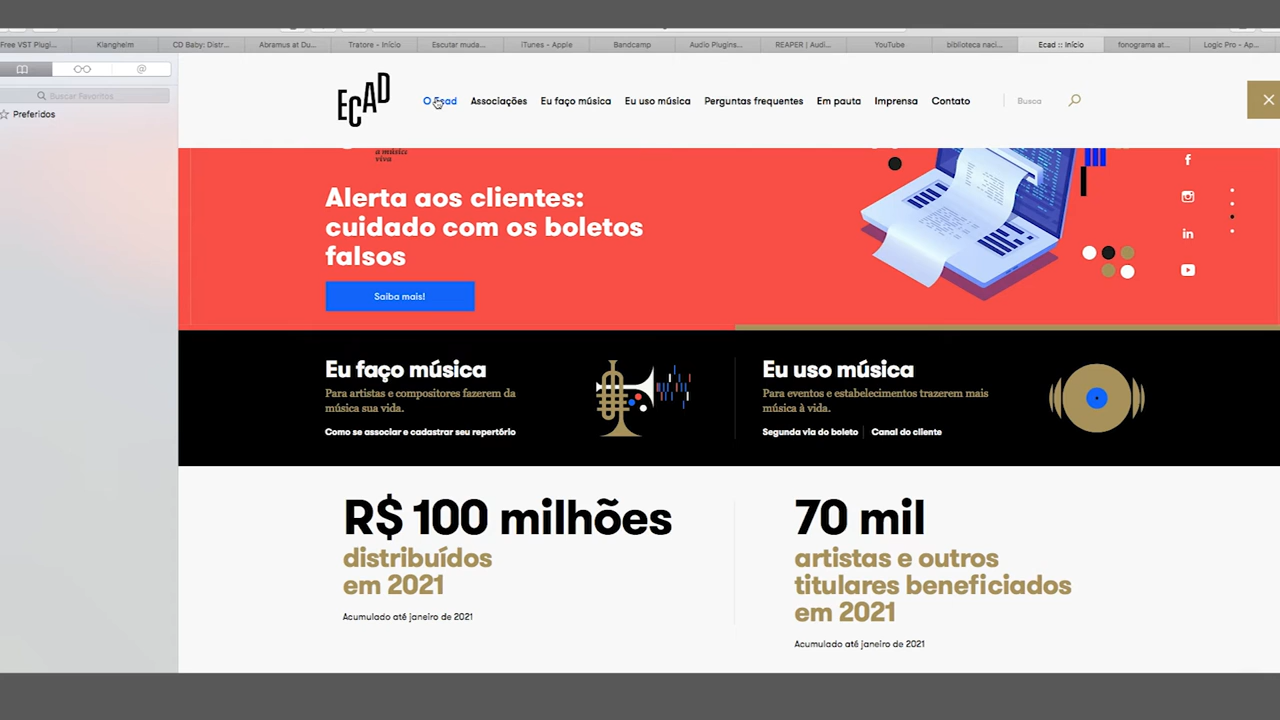 Free VST Plugi...
Klanghelm
CD Baby: Distr...
Abramus at Du...
Tratore - Início
Escutar muda...
iTunes - Apple
Bandcamp
Audio Plugins...
REAPER | Audi...
YouTube
biblioteca naci...
Ecad :: Início
fonograma at...
Logic Pro - Ap...
Buscar Favoritos
Preferidos
ECAD
O Ecad
Associações
Eu faço música
Eu uso música
Perguntas frequentes
Em pauta
Imprensa
Contato
Busca
a música
viva
Alerta aos clientes:
cuidado com os boletos
falsos
Saiba mais!
Eu faço música
Para artistas e compositores fazerem da
música sua vida.
Como se associar e cadastrar seu repertório
Eu uso música
Para eventos e estabelecimentos trazerem mais
música à vida.
Segunda via do boleto
Canal do cliente
R$ 100 milhões
distribuídos
em 2021
Acumulado até janeiro de 2021
70 mil
artistas e outros
titulares beneficiados
em 2021
Acumulado até janeiro de 2021